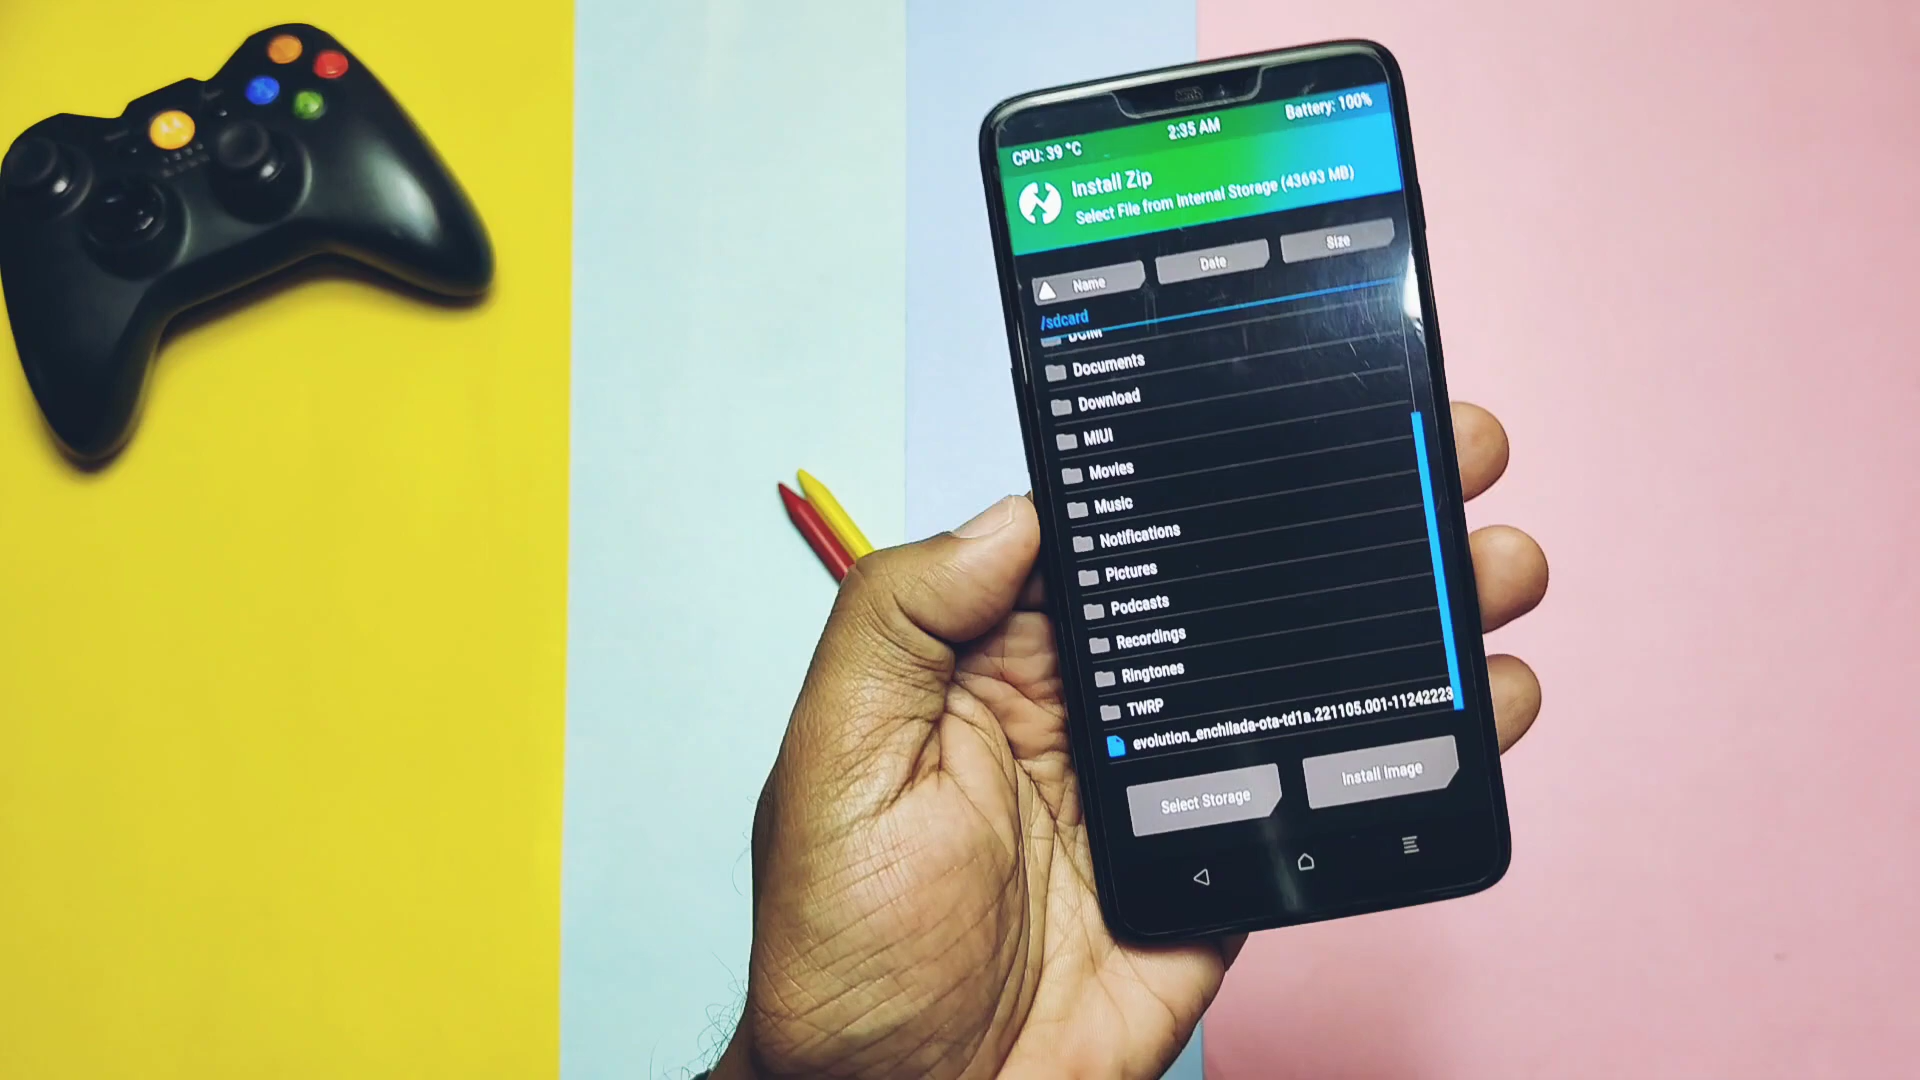 CPU: 39 °C
2:35 AM
Battery: 100%
Install Zip
Select File from Internal Storage (43693 MB)
Name
Date
Size
/sdcard
DCIM
Documents
Download
MIUI
Movies
Music
Notifications
Pictures
Podcasts
Recordings
Ringtones
TWRP
evolution_enchilada-ota-td1a.221105.001-11242223
Select Storage
Install Image